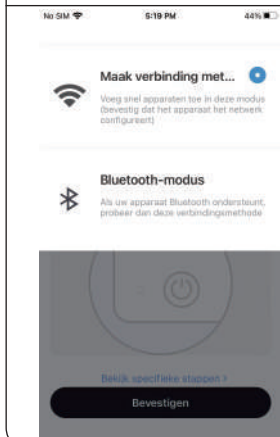 No SIM 5:19 PM 44%
Maak verbinding met...
Voeg snel apparaten toe in deze modus
(bevestig dat het apparaat het netwerk
configureert)
Bluetooth-modus
Als uw apparaat Bluetooth ondersteunt,
probeer dan deze verbindingsmethode
Bekijk specifieke stappen >
Bevestigen